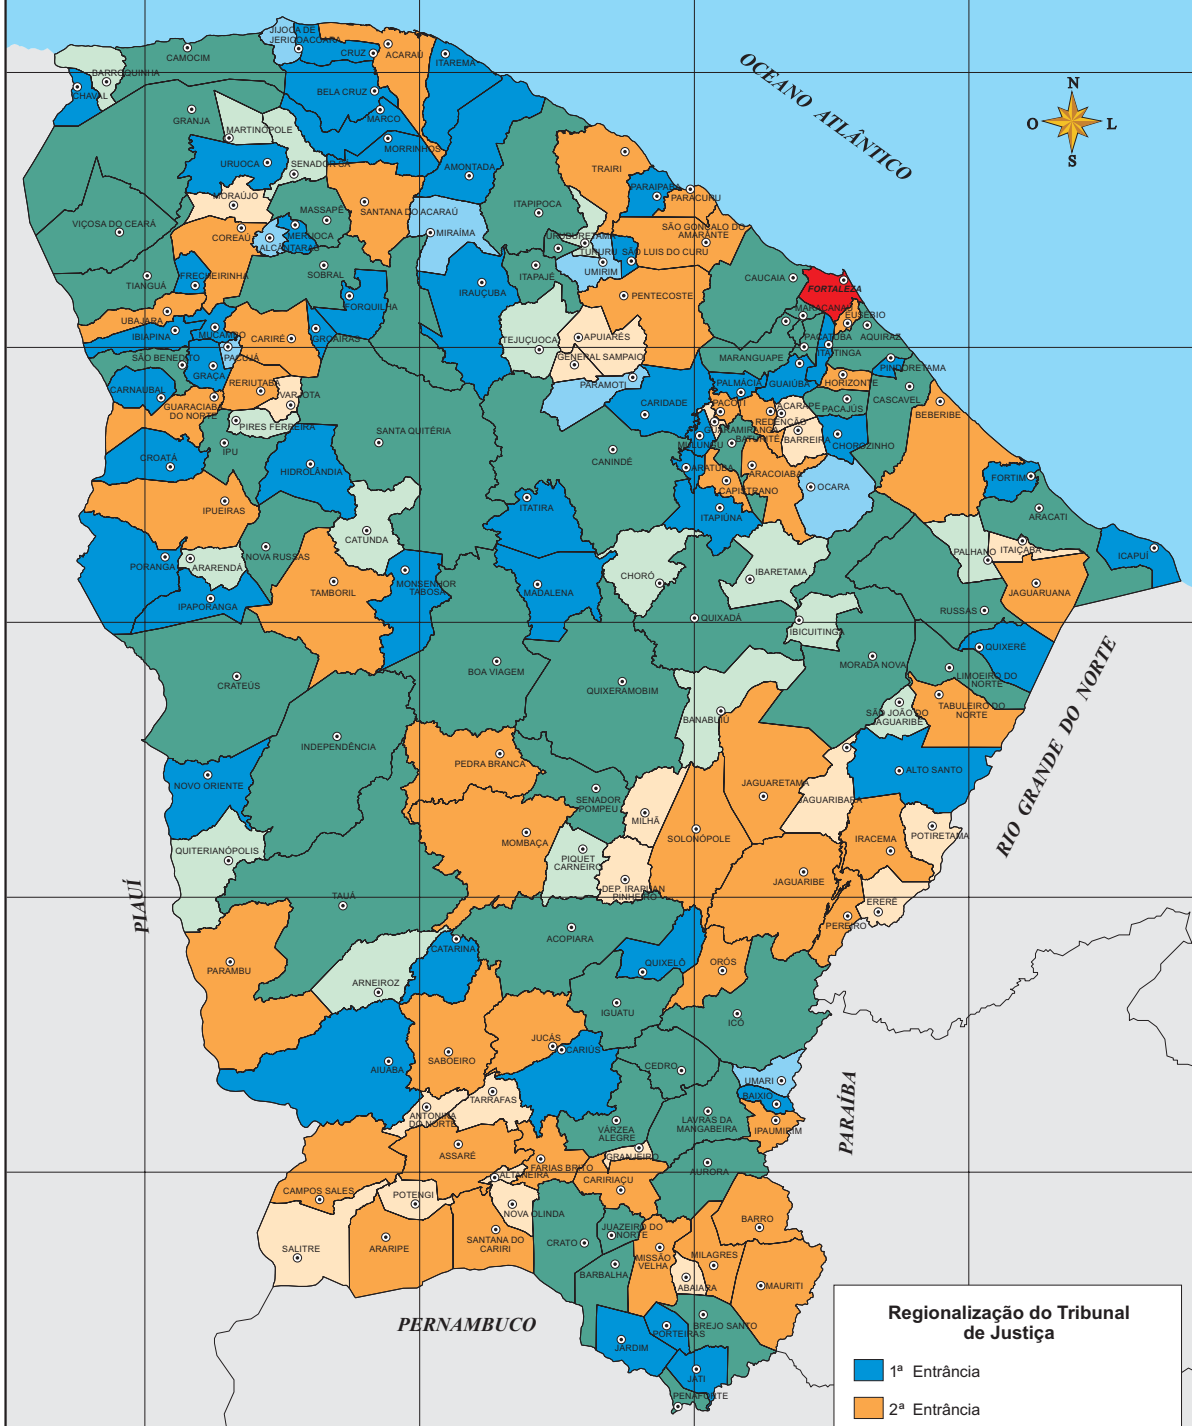 JIJOCA DE
JERICOACOARA
CRUZ
ACARAÚ
ITAREMA
CAMOCIM
BARROQUINHA
CHAVAL
BELA CRUZ
MARCO
GRANJA
MARTINÓPOLE
MORRINHOS
OCEANO ATLÂNTICO
N
O
L
S
URUOCA
SENADOR SÁ
AMONTADA
TRAIRI
PARAIPABA
PARACURU
MORAÚJO
MASSAPÊ
SANTANA DO ACARAÚ
ITAPIPOCA
VIÇOSA DO CEARÁ
COREAÚ
ALCÂNTARAS
MERUOCA
MIRAÍMA
URUBURETAMA
TURURU
SÃO GONÇALO DO
AMARANTE
SÃO LUIS DO CURU
TIANGUÁ
FRECHEIRINHA
SOBRAL
ITAPAJÉ
UMIRIM
CAUCAIA
FORTALEZA
FORQUILHA
IRAUÇUBA
PENTECOSTE
UBAJARA
IBIAPINA
MUCAMBO
CARIRÉ
GROAÍRAS
TEJUÇUOCA
APUIARÉS
MARACANAÚ
EUSÉBIO
PACATUBA
AQUIRAZ
ITAITINGA
SÃO BENEDITO
PACUJÁ
GENERAL SAMPAIO
MARANGUAPE
PINDORETAMA
GRAÇA
CARNAUBAL
RERIUTABA
VARJOTA
PARAMOTI
CARIDADE
PALMÁCIA
GUAIÚBA
HORIZONTE
CASCAVEL
GUARACIABA
DO NORTE
PACOTI
ACARAPE
PACAJÚS
BEBERIBE
PIRES FERREIRA
IPU
SANTA QUITÉRIA
GUARAMIRANGA
REDENÇÃO
MULUNGU
BATURITÉ
BARREIRA
CHOROZINHO
CROATÁ
HIDROLÂNDIA
CANINDÉ
ARATUBA
ARACOIABA
CAPISTRANO
OCARA
FORTIM
IPUEIRAS
ITATIRA
ITAPIÚNA
ARACATI
CATUNDA
PORANGA
ARARENDÁ
NOVA RUSSAS
TAMBORIL
MONSENHOR
TABOSA
MADALENA
CHORÓ
IBARETAMA
PALHANO
ITAIÇABA
ICAPUÍ
JAGUARUANA
IPAPORANGA
QUIXADÁ
IBICUITINGA
RUSSAS
QUIXERÉ
CRATEÚS
BOA VIAGEM
QUIXERAMOBIM
MORADA NOVA
LIMOEIRO DO
NORTE
BANABUIÚ
SÃO JOÃO DO
JAGUARIBE
TABULEIRO DO
NORTE
INDEPENDÊNCIA
RIO GRANDE DO NORTE
NOVO ORIENTE
PEDRA BRANCA
SENADOR
POMPEU
JAGUARETAMA
JAGUARIBARA
ALTO SANTO
QUITERIANÓPOLIS
MOMBAÇA
MILHÃ
SOLONÓPOLE
IRACEMA
POTIRETAMA
PIQUET
CARNEIRO
DEP. IRAPUAN
PINHEIRO
JAGUARIBE
PIAUÍ
TAUÁ
ERERÊ
PEREIRO
ACOPIARA
CATARINA
PARAMBU
ARNEIROZ
QUIXELÔ
ORÓS
IGUATU
ICÓ
JUCÁS
CARIÚS
SABOEIRO
AIUABA
CEDRO
UMARI
BAIXIO
PARAÍBA
TARRAFAS
ANTONINA
DO NORTE
VÁRZEA
ALEGRE
LAVRAS DA
MANGABEIRA
IPAUMIRIM
ASSARÉ
GRANJEIRO
FARIAS BRITO
ALTANEIRA
AURORA
CARIRIAÇU
CAMPOS SALES
POTENGI
NOVA OLINDA
SALITRE
ARARIPE
SANTANA DO
CARIRI
CRATO
JUAZEIRO DO
NORTE
BARRO
MISSÃO
VELHA
MILAGRES
BARBALHA
ABAIARA
MAURITI
PERNAMBUCO
JARDIM
PORTEIRAS
BREJO SANTO
JATI
PENAFORTE
Regionalização do Tribunal
de Justiça
1ª Entrância
2ª Entrância